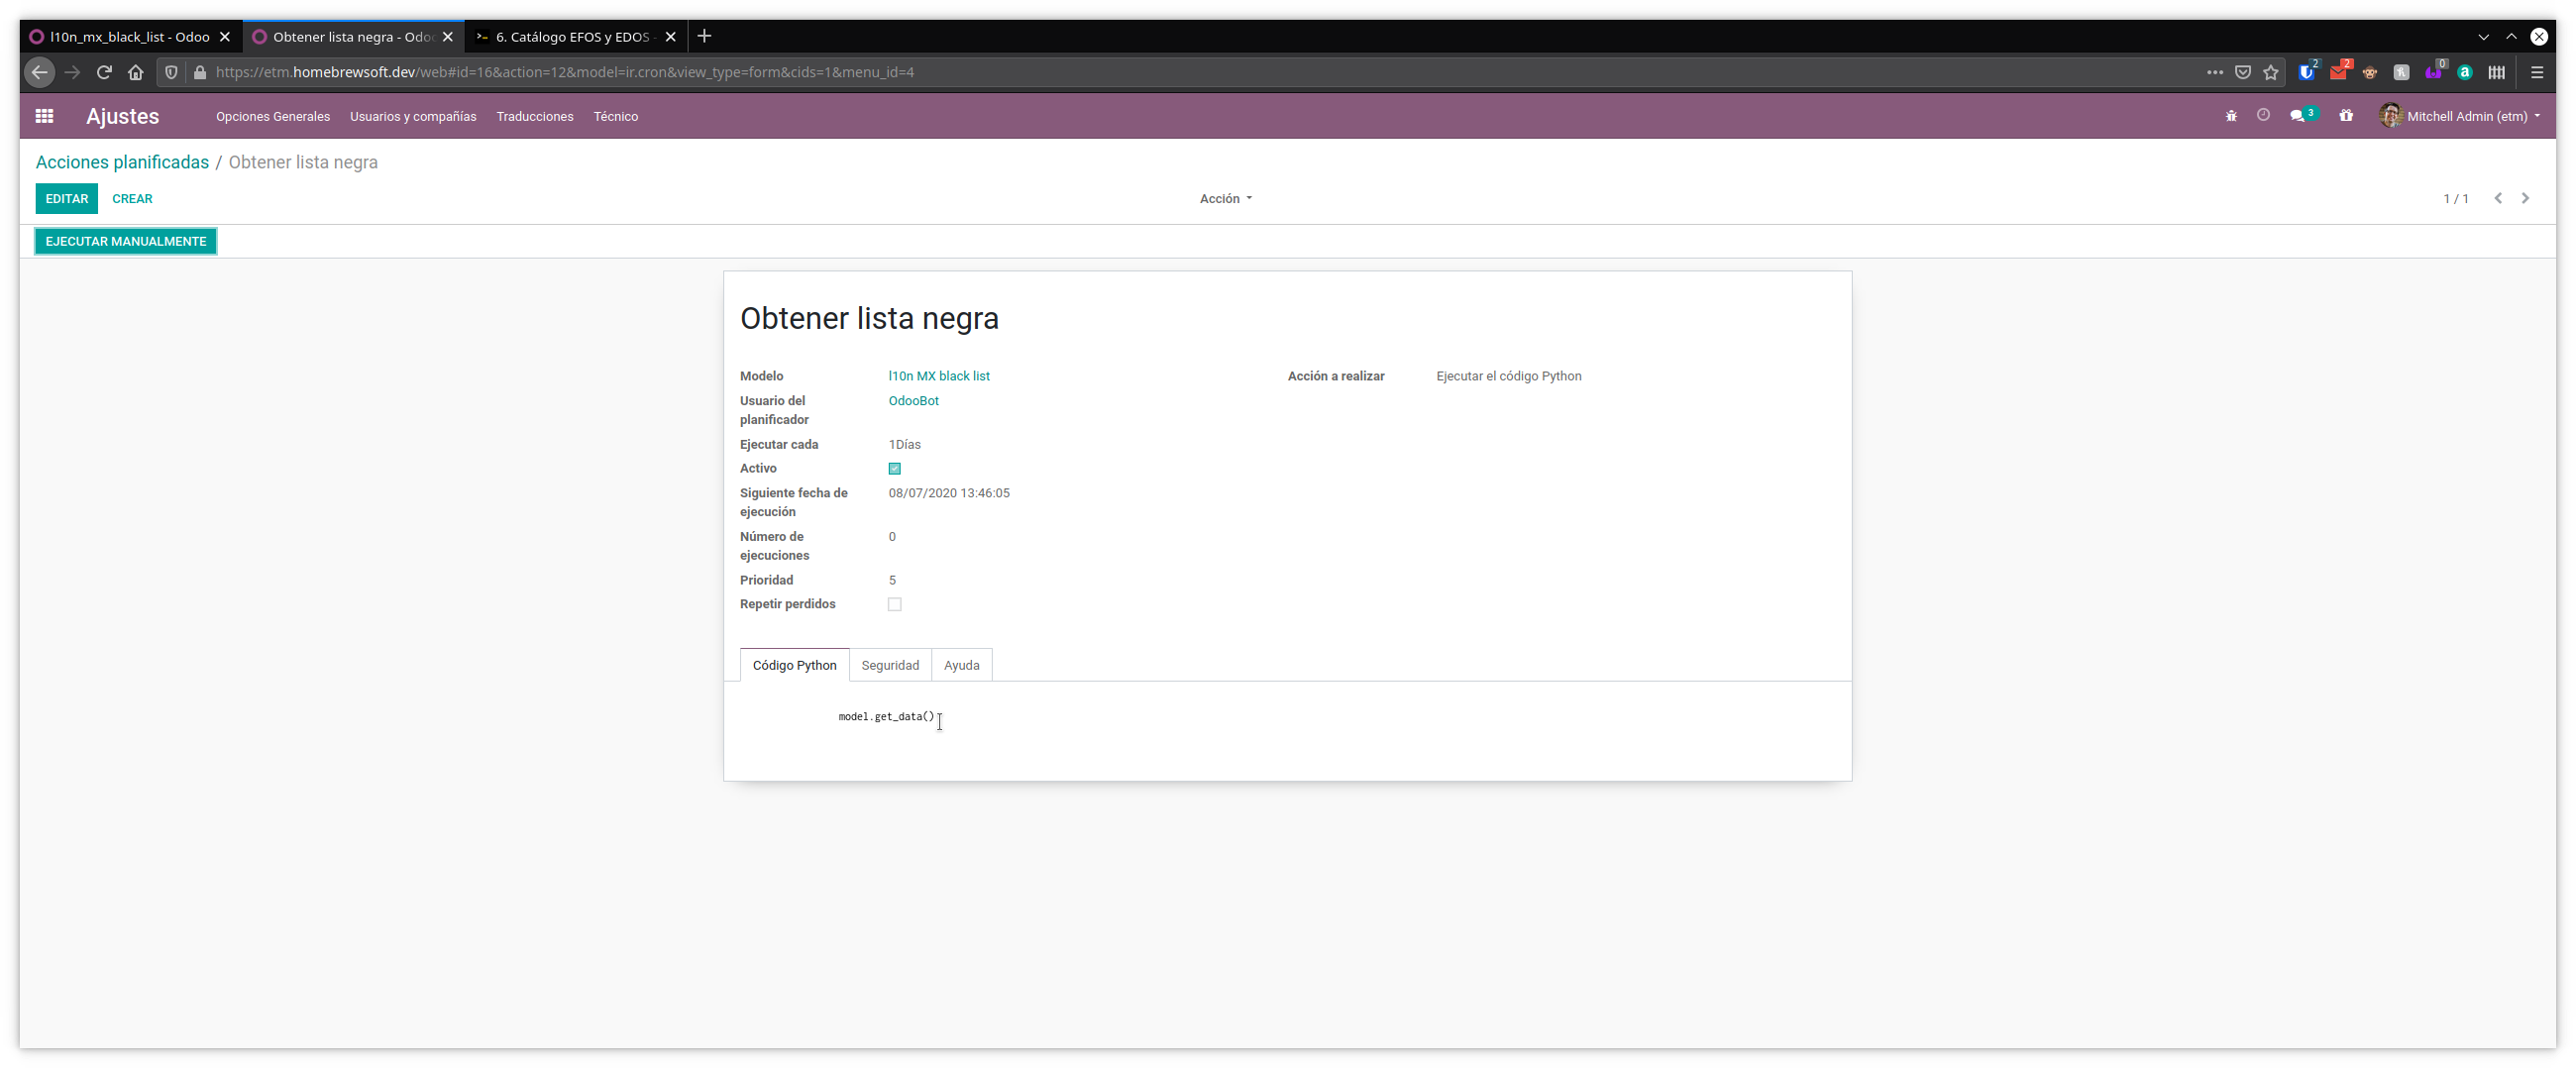 l10n_mx_black_list - Odoo
Obtener lista negra - Odoo
6. Catálogo EFOS y EDOS -
https://etm.homebrewsoft.dev/web#id=16&action=12&model=ir.cron&view_type=form&cids=1&menu_id=4
2
2
0
Ajustes
Opciones Generales
Usuarios y compañías
Traducciones
Técnico
3
Mitchell Admin (etm)
Acciones planificadas / Obtener lista negra
EDITAR
CREAR
Acción
1 / 1
EJECUTAR MANUALMENTE
Obtener lista negra
Modelo
l10n MX black list
Acción a realizar
Ejecutar el código Python
Usuario del
planificador
OdooBot
Ejecutar cada
1Días
Activo
Siguiente fecha de
ejecución
08/07/2020 13:46:05
Número de
ejecuciones
0
Prioridad
5
Repetir perdidos
Código Python
Seguridad
Ayuda
model.get_data()